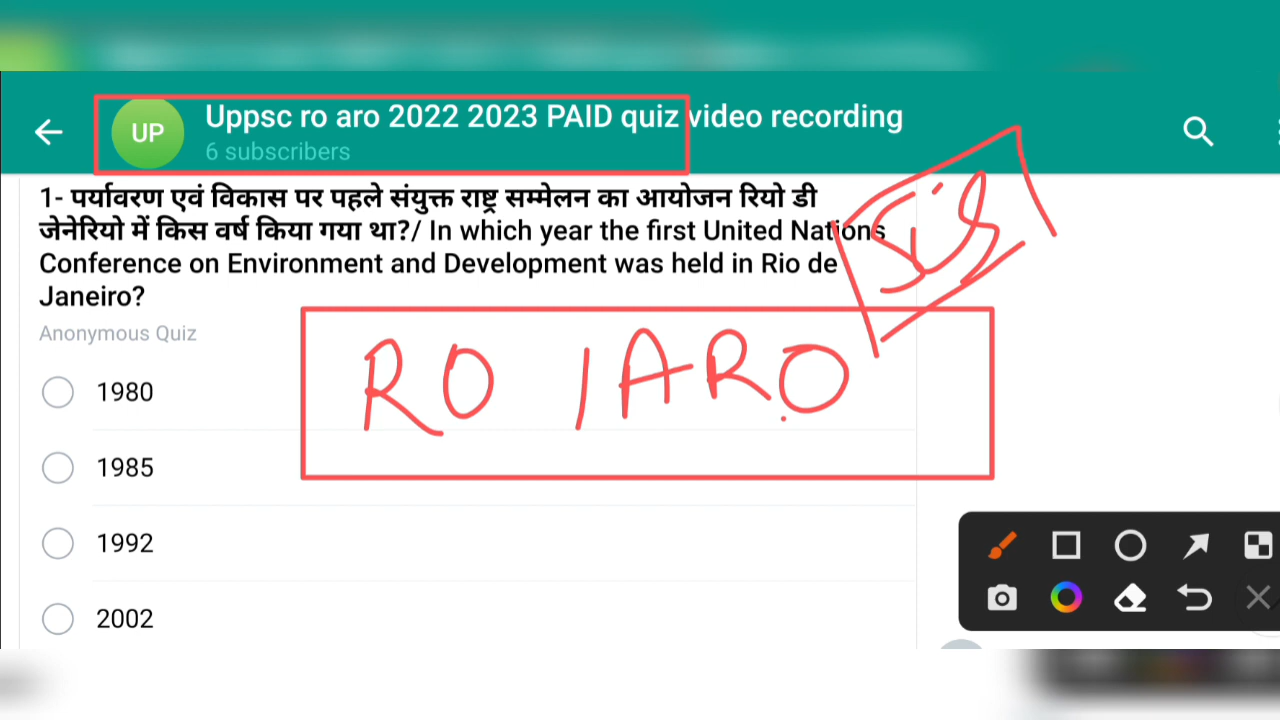 UP
Uppsc ro aro 2022 2023 PAID quiz video recording
6 subscribers
1- पर्यावरण एवं विकास पर पहले संयुक्त राष्ट्र सम्मेलन का आयोजन रियो डी
जेनेरियो में किस वर्ष किया गया था?/ In which year the first United Nations
Conference on Environment and Development was held in Rio de
Janeiro?
Anonymous Quiz
RO / ARO
1980
1985
1992
2002